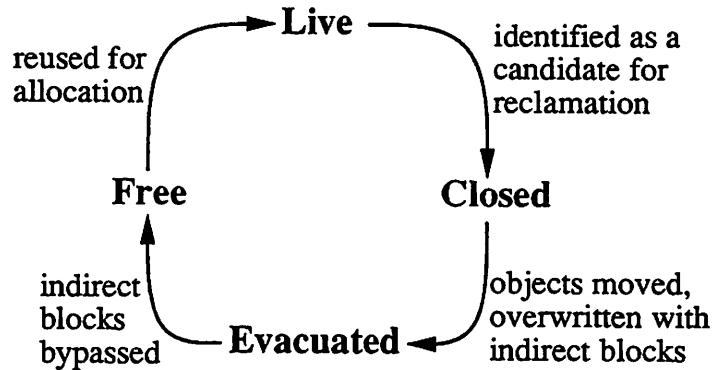 Live
reused for
allocation
identified as a
candidate for
reclamation
Free
Closed
indirect
blocks
bypassed
Evacuated
objects moved,
overwritten with
indirect blocks